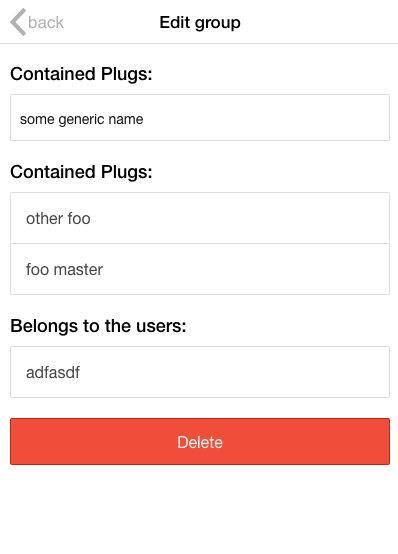 back
Edit group
Contained Plugs:
some generic name
Contained Plugs:
other foo
foo master
Belongs to the users:
adfasdf
Delete